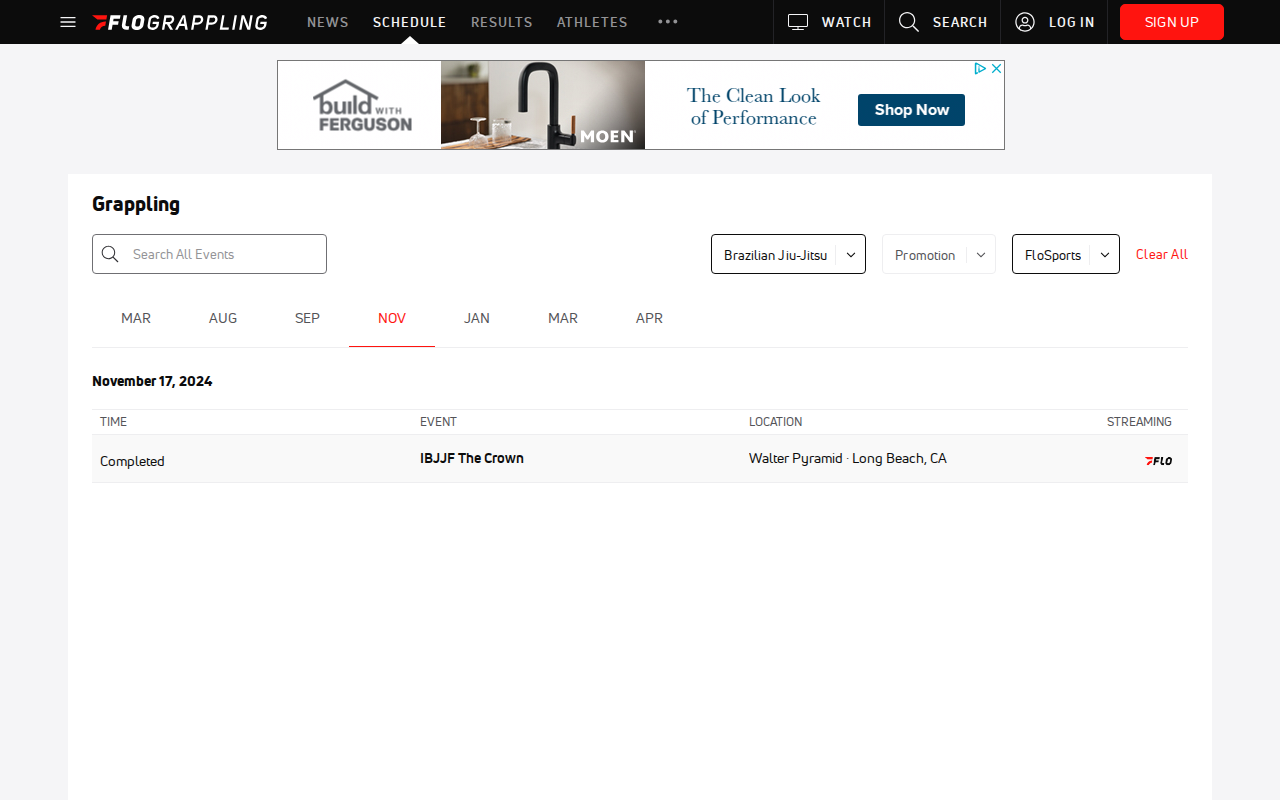 FLOGRAPPLING NEWS SCHEDULE RESULTS ATHLETES WATCH SEARCH LOG IN SIGN UP
build WITH FERGUSON
MOEN
The Clean Look
of Performance
Shop Now
Grappling
Search All Events
Brazilian Jiu-Jitsu
Promotion
FloSports
Clear All
MAR AUG SEP NOV JAN MAR APR
November 17, 2024
TIME EVENT LOCATION STREAMING
Completed IBJJF The Crown Walter Pyramid · Long Beach, CA FLO